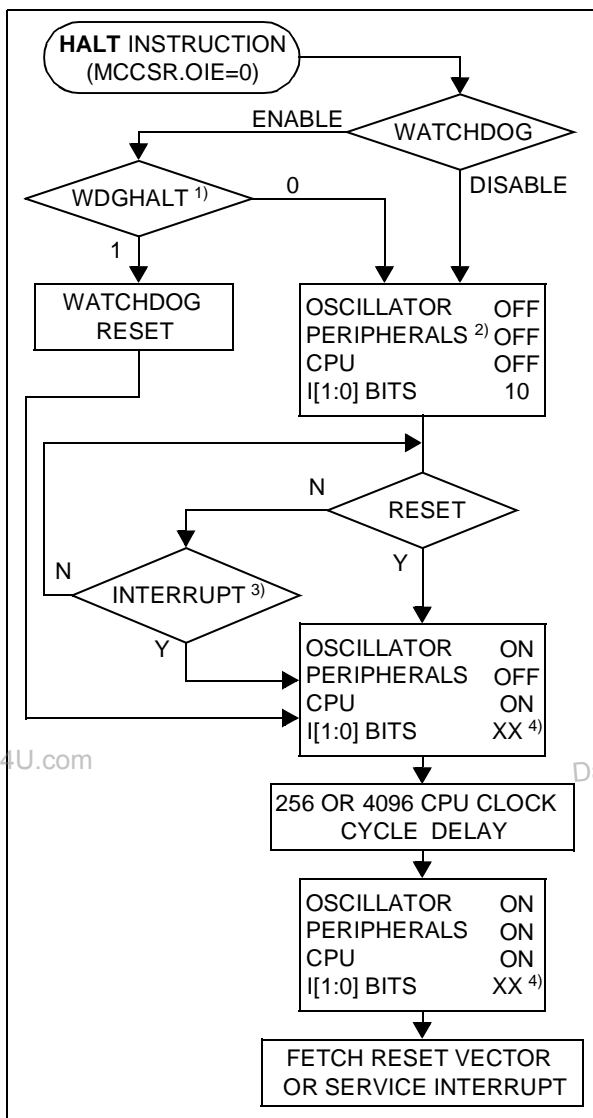 HALT INSTRUCTION
(MCCSR.OIE=0)
ENABLE
WATCHDOG
WDGHALT 1)
0
DISABLE
1
WATCHDOG
RESET
OSCILLATOR OFF
PERIPHERALS 2) OFF
CPU OFF
I[1:0] BITS 10
N
RESET
N
Y
INTERRUPT 3)
Y
OSCILLATOR ON
PERIPHERALS OFF
CPU ON
I[1:0] BITS XX 4)
4U.com
256 OR 4096 CPU CLOCK
CYCLE DELAY
OSCILLATOR ON
PERIPHERALS ON
CPU ON
I[1:0] BITS XX 4)
FETCH RESET VECTOR
OR SERVICE INTERRUPT